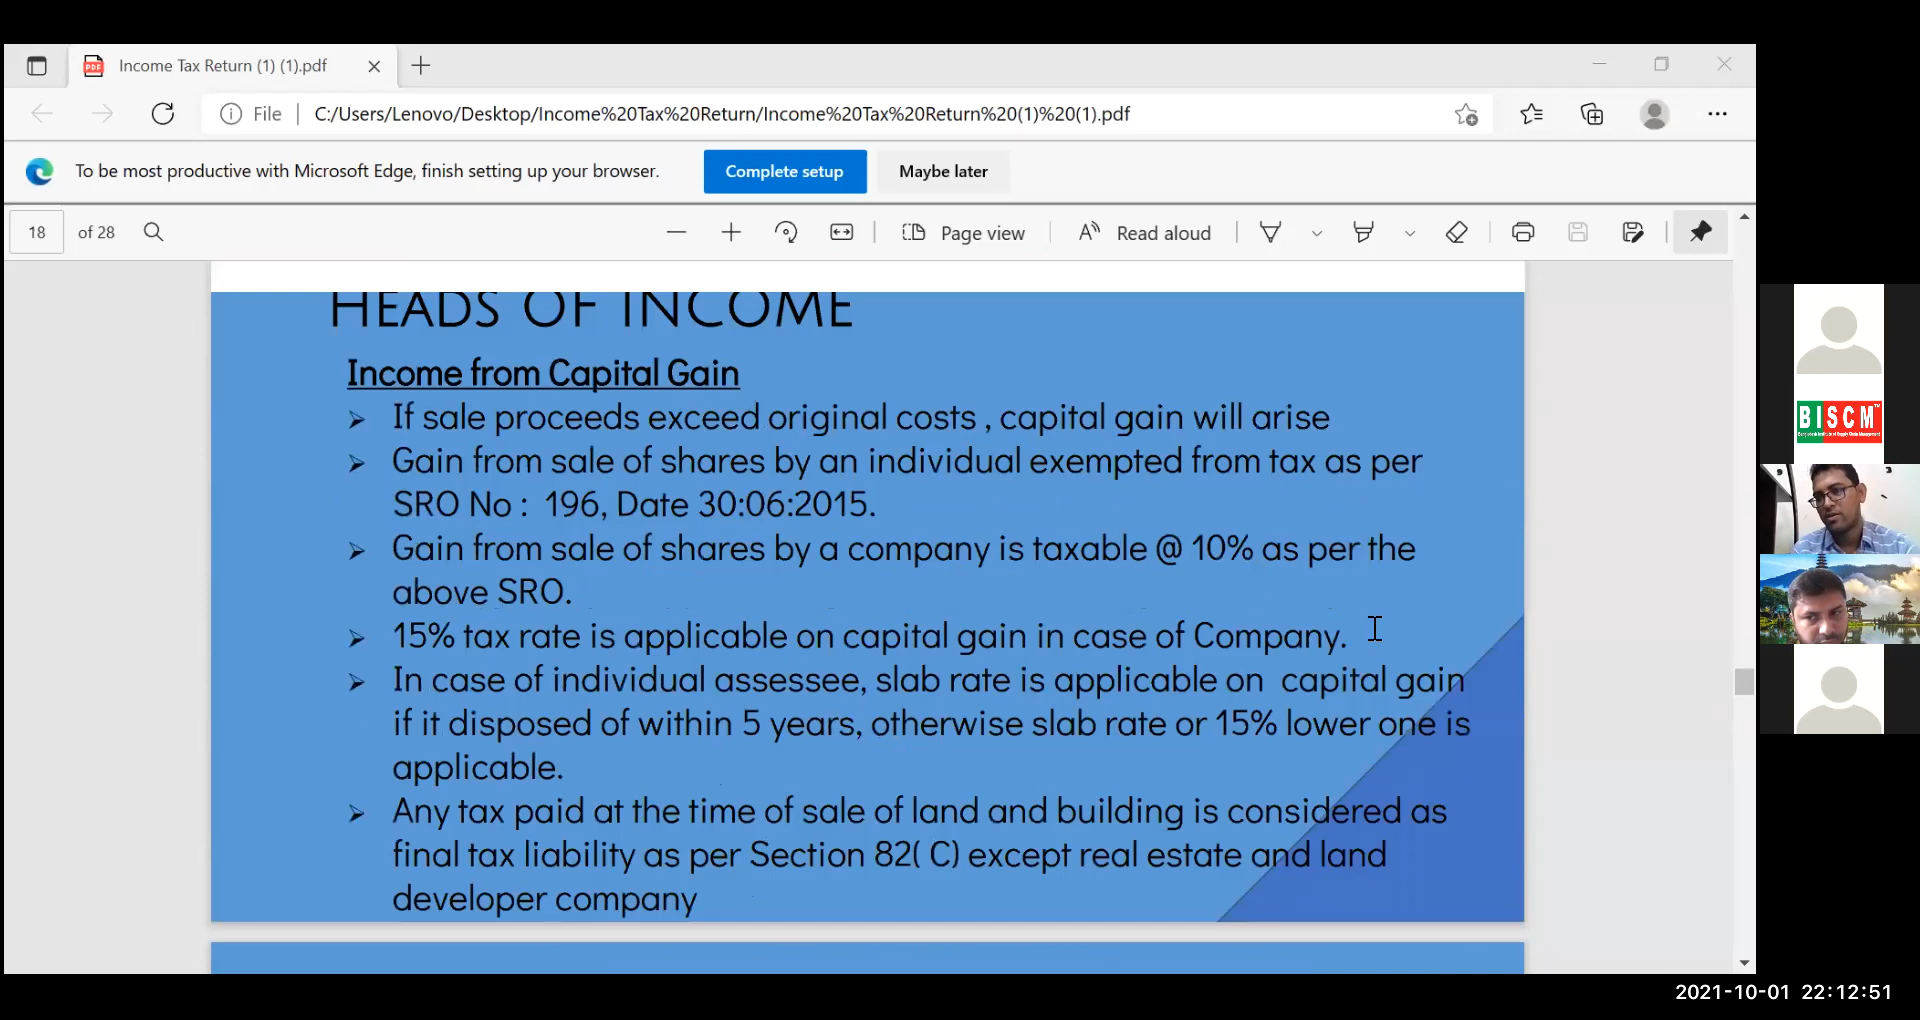 Income Tax Return (1) (1).pdf
File
C:/Users/Lenovo/Desktop/Income%20Tax%20Return/Income%20Tax%20Return%20(1)%20(1).pdf
To be most productive with Microsoft Edge, finish setting up your browser.
Complete setup
Maybe later
18 of 28
Page view
Read aloud
HEADS OF INCOME
Income from Capital Gain
➢ If sale proceeds exceed original costs , capital gain will arise
➢ Gain from sale of shares by an individual exempted from tax as per
SRO No : 196, Date 30:06:2015.
➢ Gain from sale of shares by a company is taxable @ 10% as per the
above SRO.
➢ 15% tax rate is applicable on capital gain in case of Company.
➢ In case of individual assessee, slab rate is applicable on capital gain
if it disposed of within 5 years, otherwise slab rate or 15% lower one is
applicable.
➢ Any tax paid at the time of sale of land and building is considered as
final tax liability as per Section 82( C) except real estate and land
developer company
BISCM™
Bangladesh Institute of Supply Chain Management
2021-10-01 22:12:51